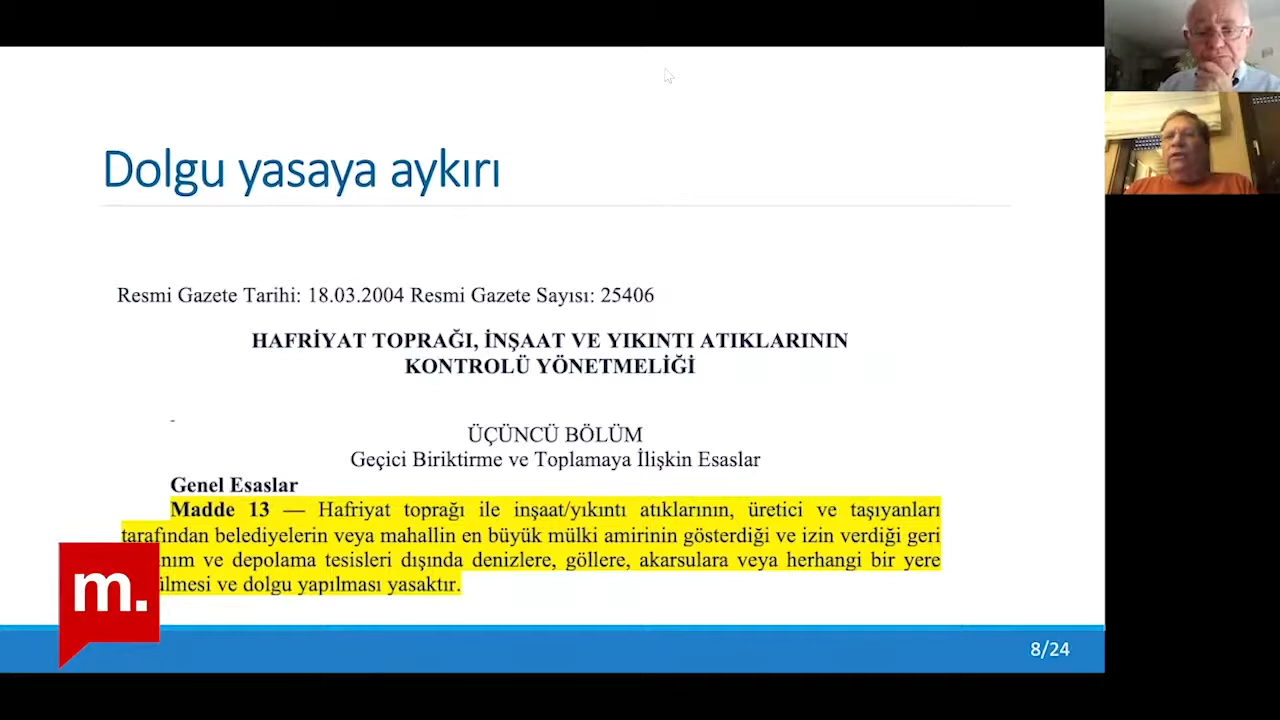 Dolgu yasaya aykırı
Resmi Gazete Tarihi: 18.03.2004 Resmi Gazete Sayısı: 25406
HAFRİYAT TOPRAĞI, İNŞAAT VE YIKINTI ATIKLARININ
KONTROLÜ YÖNETMELİĞİ
ÜÇÜNCÜ BÖLÜM
Geçici Biriktirme ve Toplamaya İlişkin Esaslar
Genel Esaslar
Madde 13 — Hafriyat toprağı ile inşaat/yıkıntı atıklarının, üretici ve taşıyanları
tarafından belediyelerin veya mahallin en büyük mülki amirinin gösterdiği ve izin verdiği geri
ve depolama tesisleri dışında denizlere, göllere, akarsulara veya herhangi bir yere
ve dolgu yapılması yasaktır.
m.
8/24